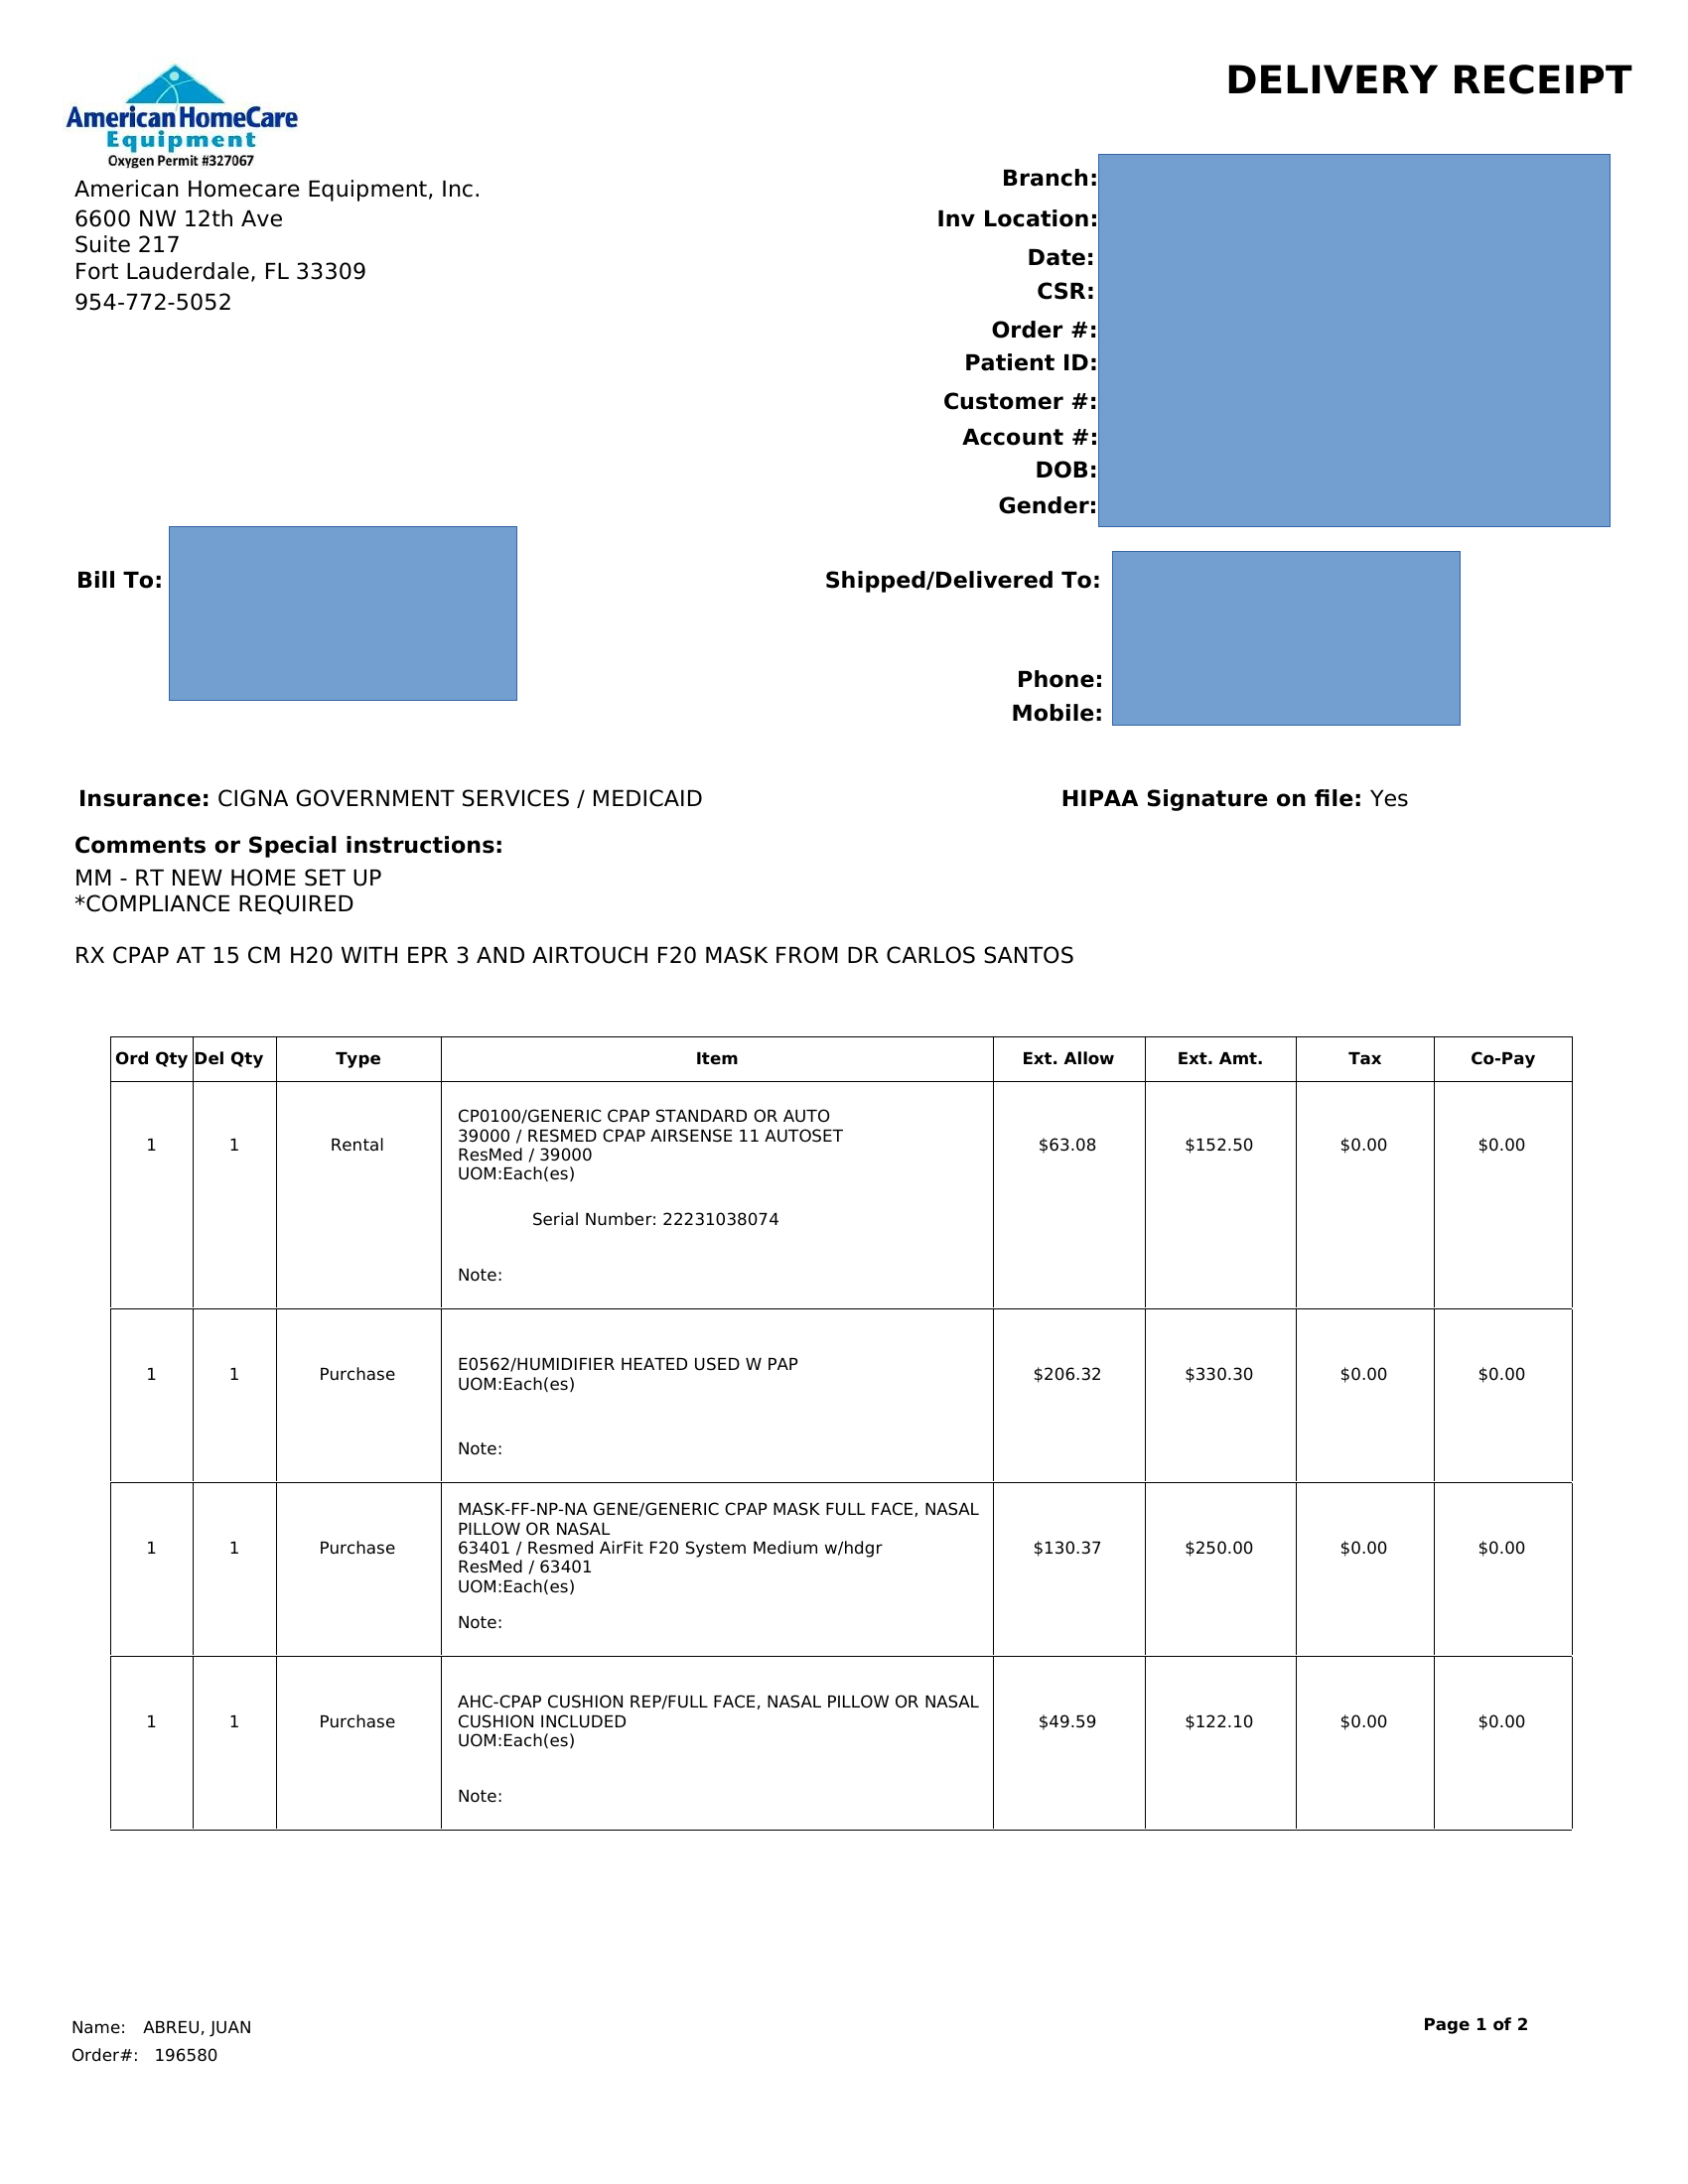 DELIVERY RECEIPT
American HomeCare
Equipment
Oxygen Permit #327067
American Homecare Equipment, Inc.
6600 NW 12th Ave
Suite 217
Fort Lauderdale, FL 33309
954-772-5052
Branch:
Inv Location:
Date:
CSR:
Order #:
Patient ID:
Customer #:
Account #:
DOB:
Gender:
Bill To:
Shipped/Delivered To:
Phone:
Mobile:
Insurance: CIGNA GOVERNMENT SERVICES / MEDICAID HIPAA Signature on file: Yes
Comments or Special instructions:
MM - RT NEW HOME SET UP
*COMPLIANCE REQUIRED
RX CPAP AT 15 CM H20 WITH EPR 3 AND AIRTOUCH F20 MASK FROM DR CARLOS SANTOS
Ord Qty Del Qty Type Item Ext. Allow Ext. Amt. Tax Co-Pay
CP0100/GENERIC CPAP STANDARD OR AUTO
39000 / RESMED CPAP AIRSENSE 11 AUTOSET
1 1 Rental $63.08 $152.50 $0.00 $0.00
ResMed / 39000
UOM:Each(es)
Serial Number: 22231038074
Note:
E0562/HUMIDIFIER HEATED USED W PAP
1 1 Purchase $206.32 $330.30 $0.00 $0.00
UOM:Each(es)
Note:
MASK-FF-NP-NA GENE/GENERIC CPAP MASK FULL FACE, NASAL
PILLOW OR NASAL
1 1 Purchase 63401 / Resmed AirFit F20 System Medium w/hdgr $130.37 $250.00 $0.00 $0.00
ResMed / 63401
UOM:Each(es)
Note:
AHC-CPAP CUSHION REP/FULL FACE, NASAL PILLOW OR NASAL
1 1 Purchase CUSHION INCLUDED $49.59 $122.10 $0.00 $0.00
UOM:Each(es)
Note:
Name: ABREU, JUAN
Page 1 of 2
Order#: 196580